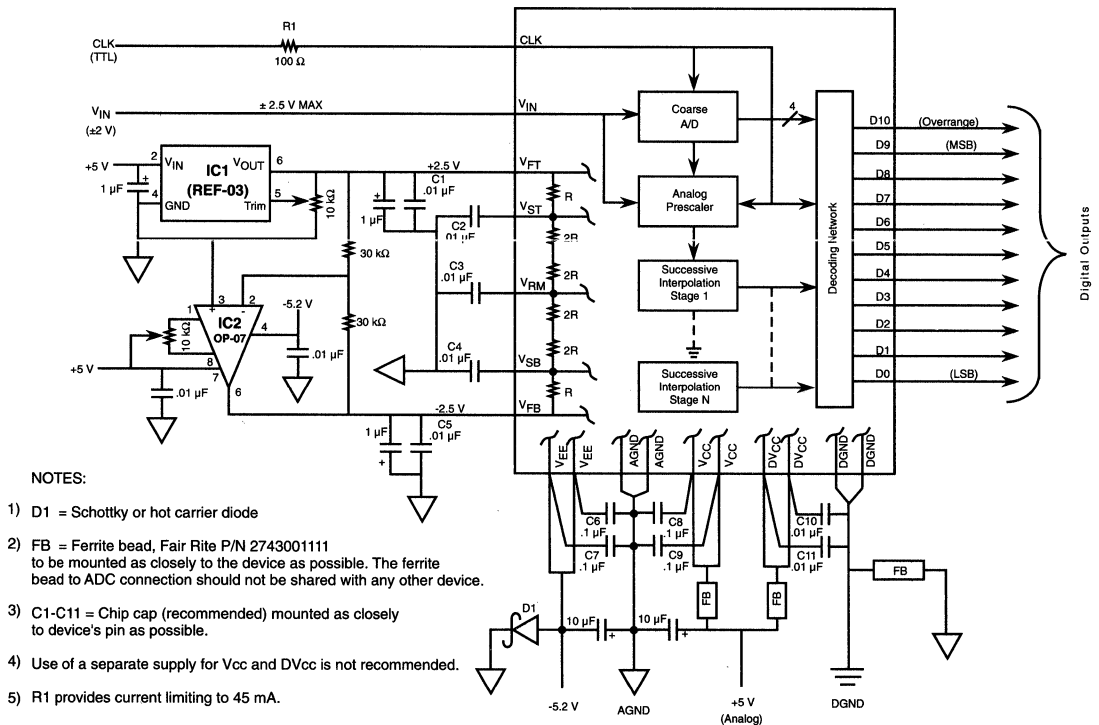 R1
CLK
(TTL)
100 Ω
CLK
VIN
(±2 V)
± 2.5 V MAX
VIN
Coarse
A/D
4
Analog
Prescaler
Successive
Interpolation
Stage 1
Successive
Interpolation
Stage N
Decoding Network
D10
(Overrange)
D9
(MSB)
D8
D7
D6
D5
D4
D3
D2
D1
D0
(LSB)
Digital Outputs
+5 V
2
VIN
VOUT
6
IC1
(REF-03)
1 µF
+
4
GND
Trim
5
10 kΩ
+2.5 V
VFT
C1
.01 µF
+
1 µF
C2
.01 µF
VST
R
2R
30 kΩ
C3
.01 µF
VRM
2R
2R
30 kΩ
C4
.01 µF
VSB
2R
R
3
2
+
-
-5.2 V
1
IC2
OP-07
4
10 kΩ
8
7
.01 µF
+5 V
.01 µF
6
-2.5 V
VFB
1 µF
+
C5
.01 µF
VEE
VEE
AGND
AGND
VCC
VCC
DVCC
DVCC
DGND
DGND
C6
.1 µF
C8
.1 µF
C10
.01 µF
C7
.1 µF
C9
.1 µF
C11
.01 µF
FB
FB
FB
D1
10 µF
+
10 µF
+
-5.2 V
AGND
+5 V
(Analog)
DGND
NOTES:
1) D1 = Schottky or hot carrier diode
2) FB = Ferrite bead, Fair Rite P/N 2743001111
to be mounted as closely to the device as possible. The ferrite
bead to ADC connection should not be shared with any other device.
3) C1-C11 = Chip cap (recommended) mounted as closely
to device's pin as possible.
4) Use of a separate supply for Vcc and DVcc is not recommended.
5) R1 provides current limiting to 45 mA.